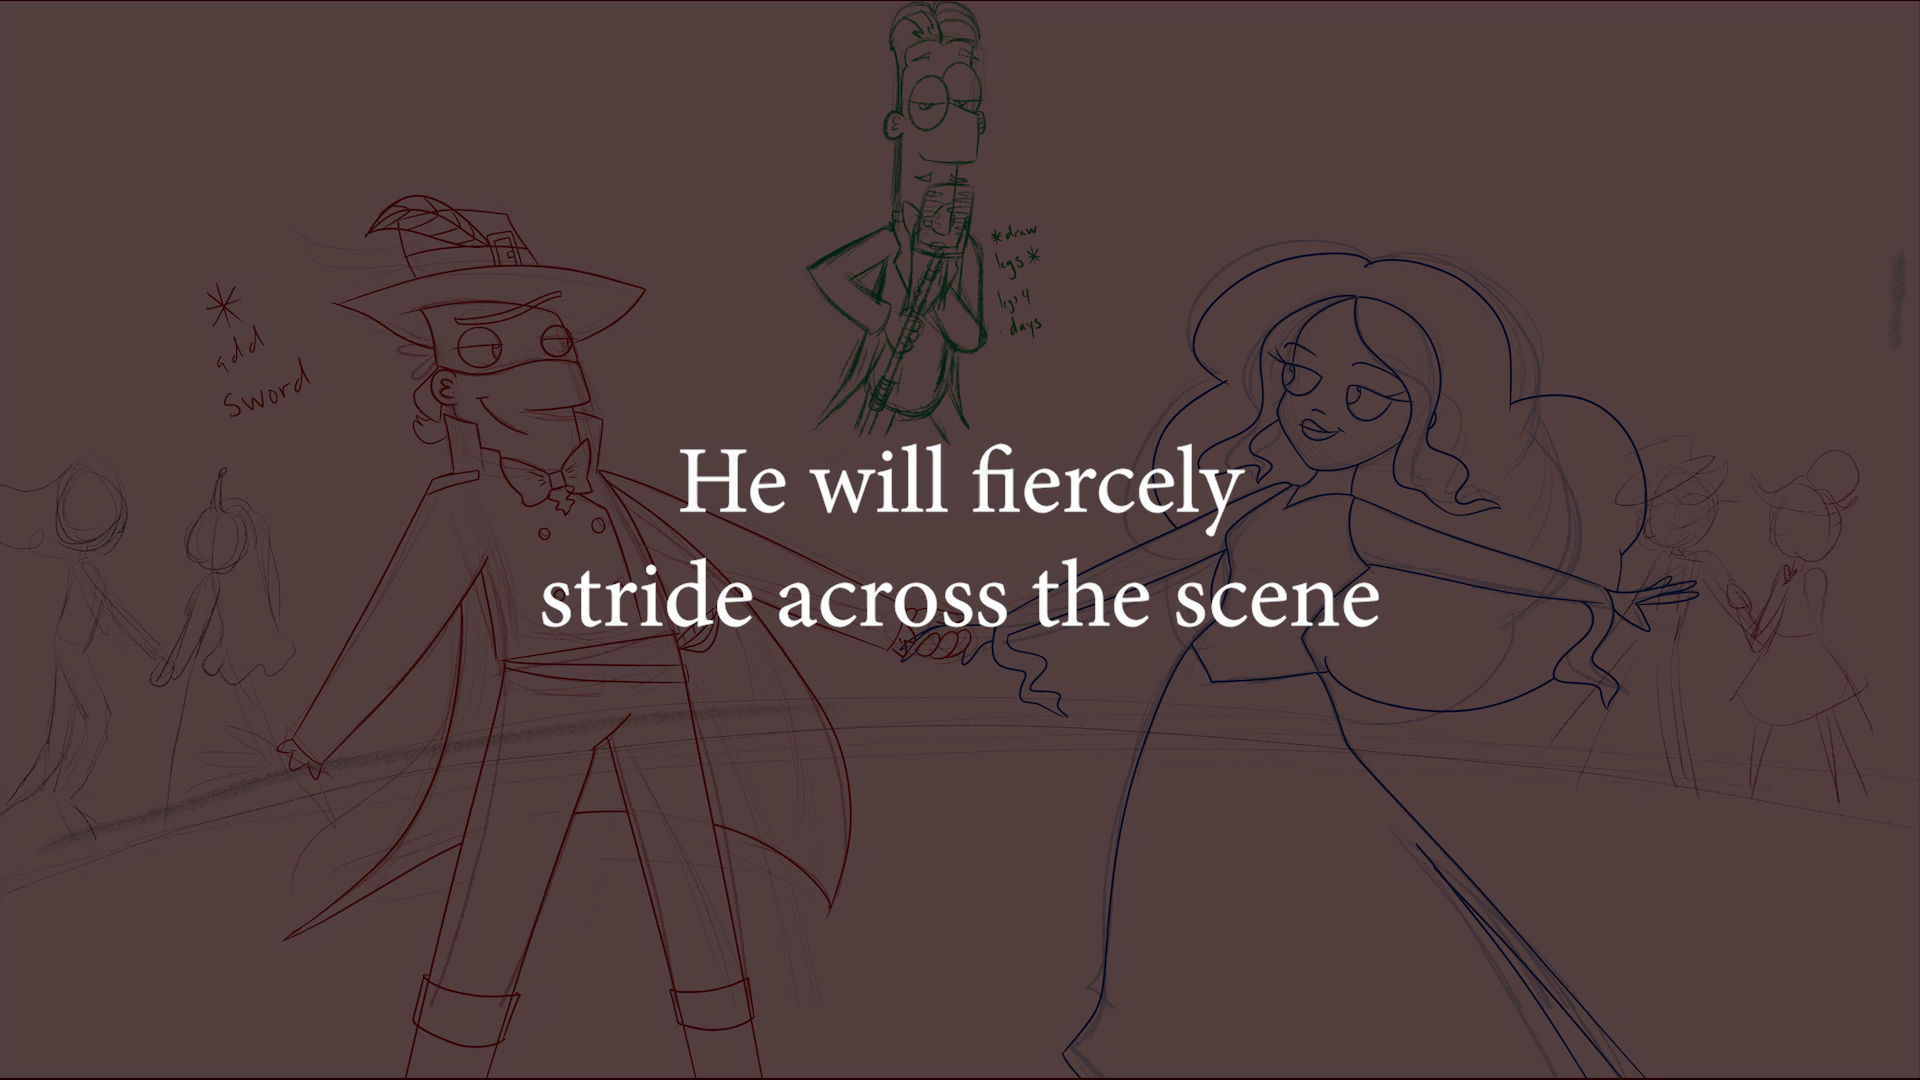 *draw
legs*
legs 4
days
*
add
sword
He will fiercely
stride across the scene